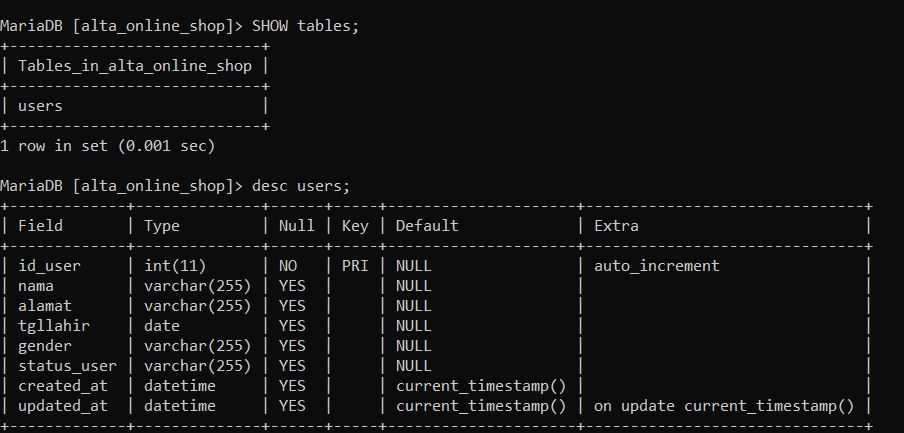 MariaDB [alta_online_shop]> SHOW tables;
+----------------------------+
| Tables_in_alta_online_shop |
+----------------------------+
| users                      |
+----------------------------+
1 row in set (0.001 sec)

MariaDB [alta_online_shop]> desc users;
+-------------+--------------+------+-----+---------------------+-------------------------------+
| Field       | Type         | Null | Key | Default             | Extra                         |
+-------------+--------------+------+-----+---------------------+-------------------------------+
| id_user     | int(11)      | NO   | PRI | NULL                | auto_increment                |
| nama        | varchar(255) | YES  |     | NULL                |                               |
| alamat      | varchar(255) | YES  |     | NULL                |                               |
| tgllahir    | date         | YES  |     | NULL                |                               |
| gender      | varchar(255) | YES  |     | NULL                |                               |
| status_user | varchar(255) | YES  |     | NULL                |                               |
| created_at  | datetime     | YES  |     | current_timestamp() |                               |
| updated_at  | datetime     | YES  |     | current_timestamp() | on update current_timestamp() |
+-------------+--------------+------+-----+---------------------+-------------------------------+